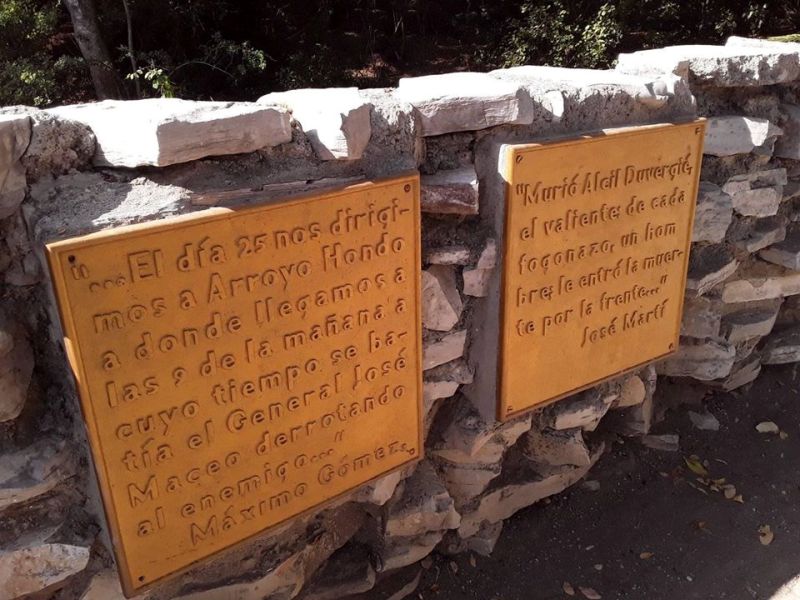 "...El día 25 nos dirigi-
mos a Arroyo Hondo
a donde llegamos a
las 9 de la mañana a
cuyo tiempo se ba-
tía el General José
Maceo derrotando
al enemigo..."
Máximo Gómez.
"Murió Alcil Duvergié,
el valiente: de cada
fogonazo, un hom
bre; le entró la muer-
te por la frente..."
José Martí